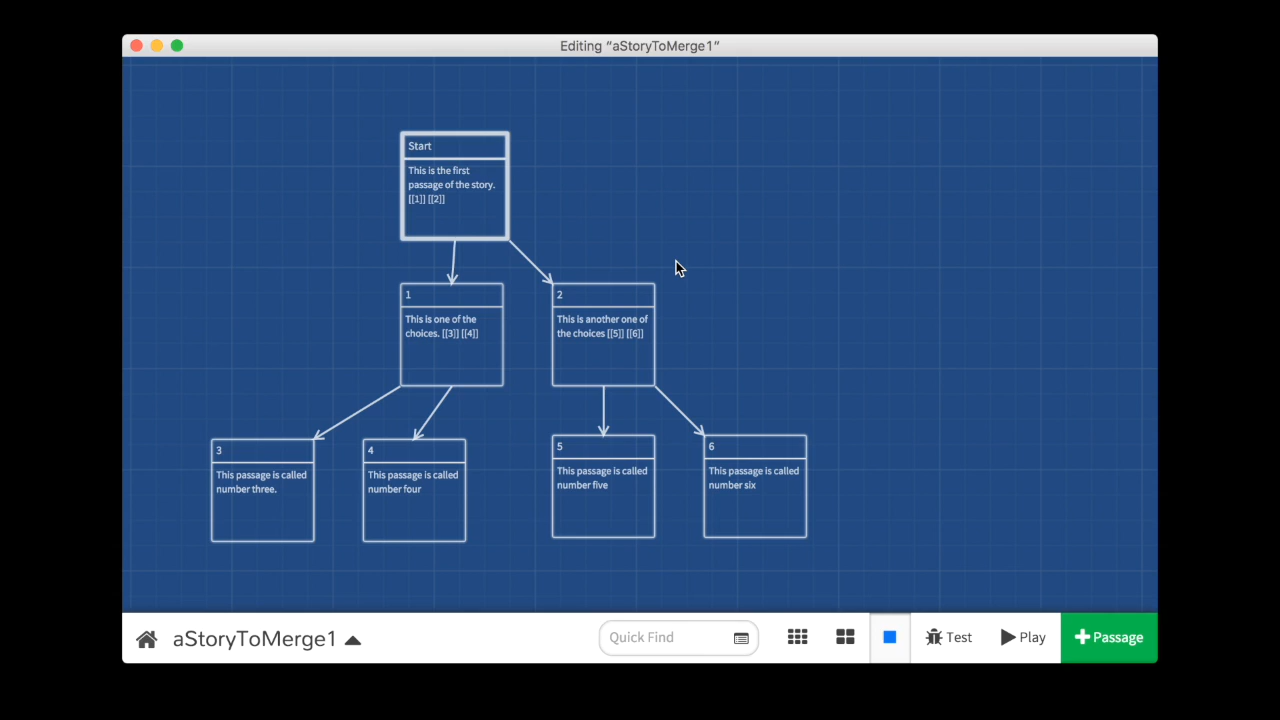 Editing “aStoryToMerge1”
Start
This is the first
passage of the story.
[[1]] [[2]]
1
This is one of the
choices. [[3]] [[4]]
2
This is another one of
the choices [[5]] [[6]]
3
This passage is called
number three.
4
This passage is called
number four
5
This passage is called
number five
6
This passage is called
number six
aStoryToMerge1
Quick Find
Test
Play
Passage